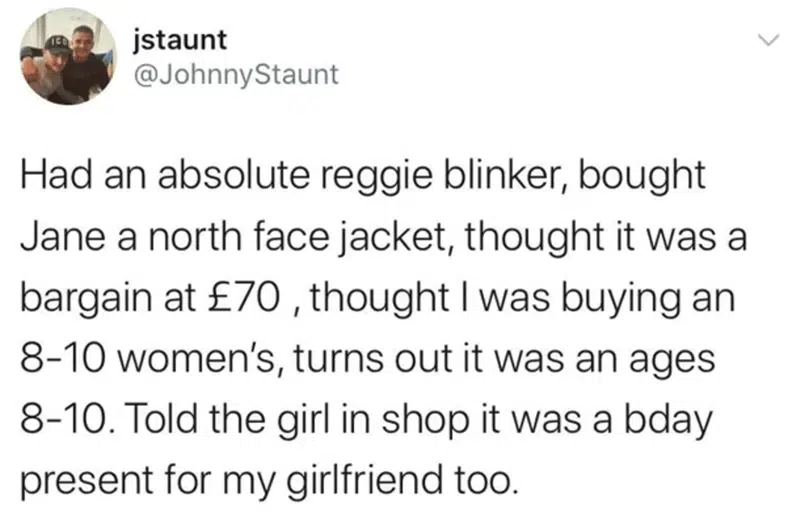 jstaunt
@JohnnyStaunt
Had an absolute reggie blinker, bought
Jane a north face jacket, thought it was a
bargain at £70 , thought I was buying an
8-10 women's, turns out it was an ages
8-10. Told the girl in shop it was a bday
present for my girlfriend too.